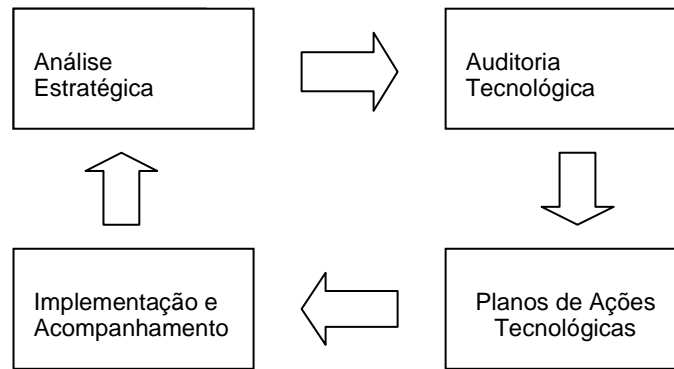 Análise
Estratégica
Auditoria
Tecnológica
Implementação e
Acompanhamento
Planos de Ações
Tecnológicas